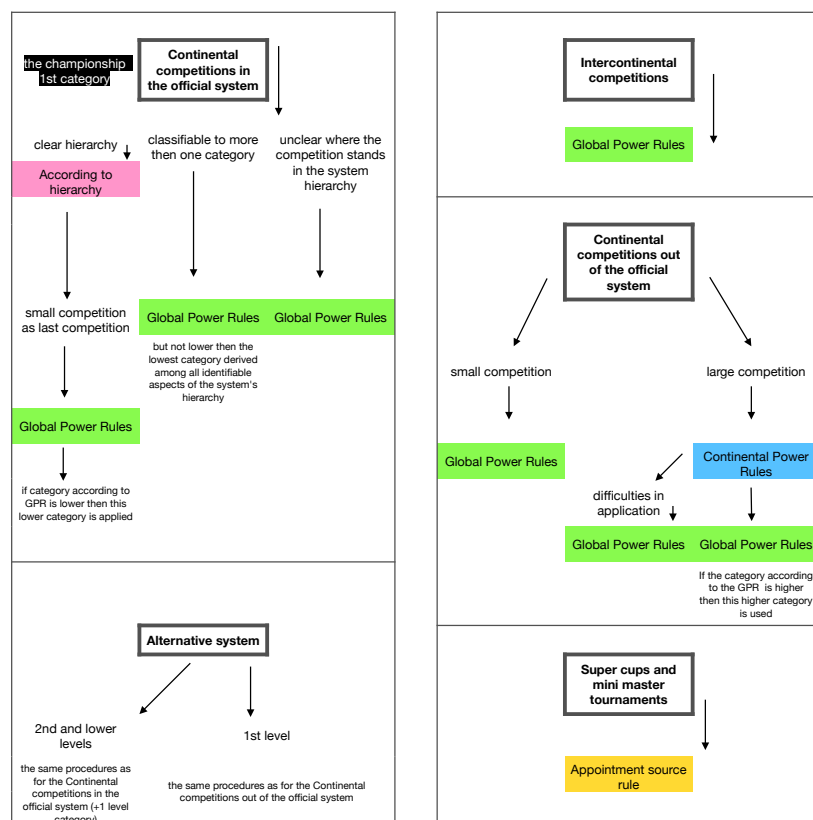 the championship
1st category
Continental
competitions in
the official system
clear hierarchy
classifiable to more
then one category
unclear where the
competition stands
in the system
hierarchy
According to
hierarchy
small competition
as last competition
Global Power Rules
Global Power Rules
but not lower then the
lowest category derived
among all identifiable
aspects of the system's
hierarchy
Global Power Rules
if category according to
GPR is lower then this
lower category is applied
Alternative system
2nd and lower
levels
1st level
the same procedures as
for the Continental
competitions in the
official system (+1 level
category)
the same procedures as for the Continental
competitions out of the official system
Intercontinental
competitions
Global Power Rules
Continental
competitions out
of the official
system
small competition
large competition
Global Power Rules
Continental Power
Rules
difficulties in
application
Global Power Rules
Global Power Rules
If the category according
to the GPR is higher
then this higher category
is used
Super cups and
mini master
tournaments
Appointment source
rule